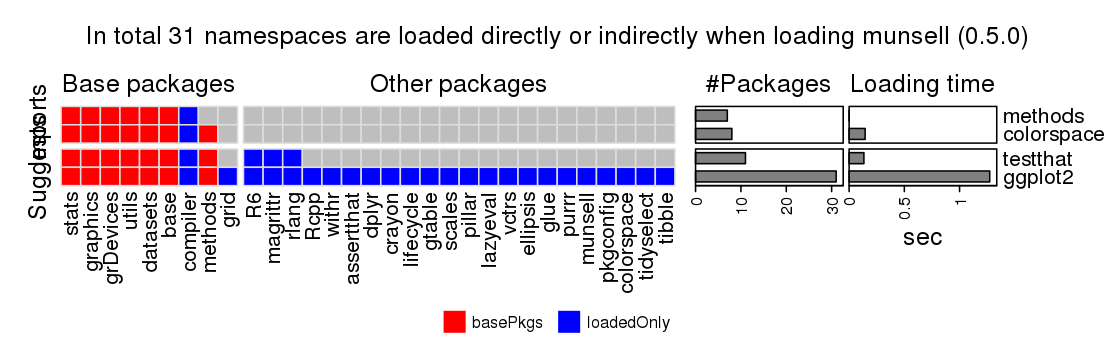 In total 31 namespaces are loaded directly or indirectly when loading munsell (0.5.0)
Base packages
Other packages
#Packages
Loading time
Imports
Suggests
methods
colorspace
testthat
ggplot2
stats
graphics
grDevices
utils
datasets
base
compiler
methods
grid
R6
magrittr
rlang
Rcpp
withr
assertthat
dplyr
crayon
lifecycle
gtable
scales
pillar
lazyeval
vctrs
ellipsis
glue
purrr
munsell
pkgconfig
colorspace
tidyselect
tibble
0
10
20
30
0
0.5
1
sec
basePkgs
loadedOnly